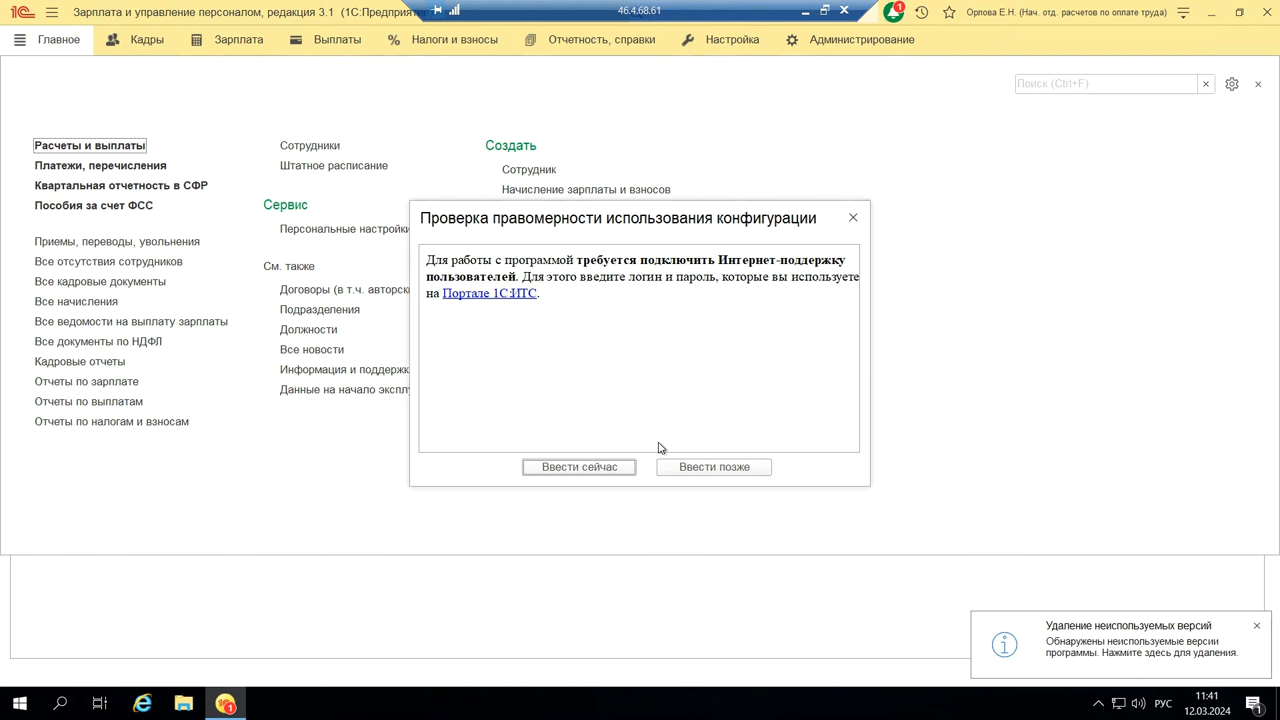 Зарплата и управление персоналом, редакция 3.1 (1С:Предприят
46.4.68.61
1
Орлова Е.Н. (Нач. отд. расчетов по оплате труда)
Главное
Кадры
Зарплата
Выплаты
Налоги и взносы
Отчетность, справки
Настройка
Администрирование
Поиск (Ctrl+F)
Расчеты и выплаты
Платежи, перечисления
Квартальная отчетность в СФР
Пособия за счет ФСС
Приемы, переводы, увольнения
Все отсутствия сотрудников
Все кадровые документы
Все начисления
Все ведомости на выплату зарплаты
Все документы по НДФЛ
Кадровые отчеты
Отчеты по зарплате
Отчеты по выплатам
Отчеты по налогам и взносам
Сотрудники
Штатное расписание
Сервис
Персональные настройки
См. также
Договоры (в т.ч. авторск
Подразделения
Должности
Все новости
Информация и поддержк
Данные на начало экспл
Создать
Сотрудник
Начисление зарплаты и взносов
Проверка правомерности использования конфигурации
Для работы с программой требуется подключить Интернет-поддержку
пользователей. Для этого введите логин и пароль, которые вы используете
на Портале 1С:ИТС.
Ввести сейчас
Ввести позже
Удаление неиспользуемых версий
Обнаружены неиспользуемые версии
программы. Нажмите здесь для удаления.
1
РУС
11:41
12.03.2024
1